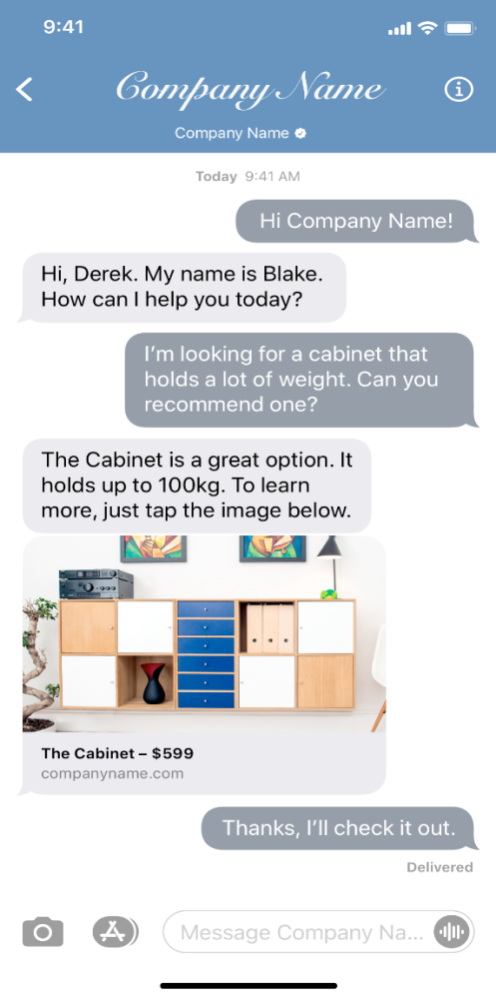 9:41
Company Name
Company Name
Today 9:41 AM
Hi Company Name!
Hi, Derek. My name is Blake.
How can I help you today?
I’m looking for a cabinet that
holds a lot of weight. Can you
recommend one?
The Cabinet is a great option. It
holds up to 100kg. To learn
more, just tap the image below.
The Cabinet – $599
companyname.com
Thanks, I’ll check it out.
Delivered
Message Company Na...